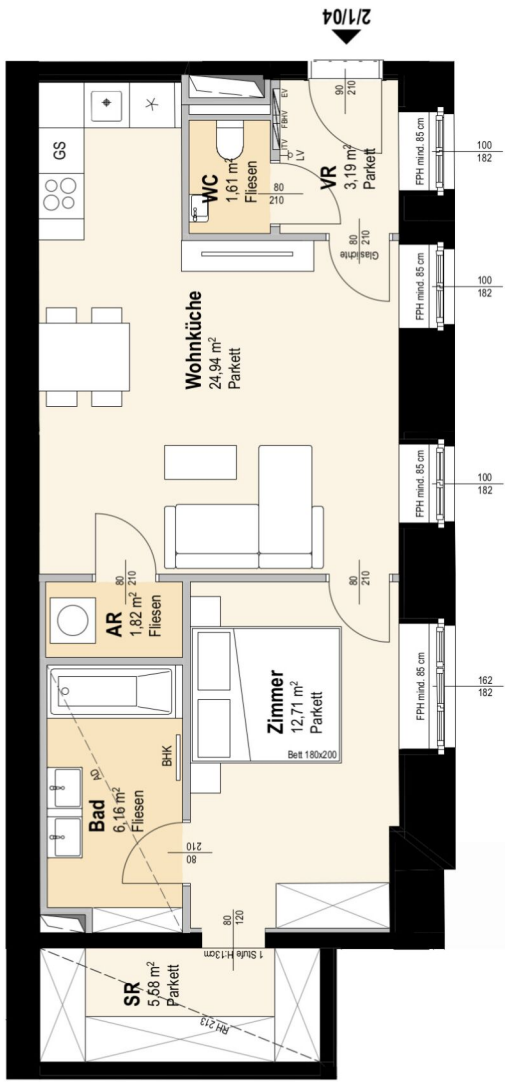 2/1/04
GS
WC
1,61 m²
Fliesen
EV
FBHV
ITV
LV
90
210
VR
3,19 m²
Parkett
80
210
80
210
Glaslichte
FPH mind. 85 cm
100
182
FPH mind. 85 cm
100
182
Wohnküche
24,94 m²
Parkett
FPH mind. 85 cm
100
182
80
210
AR
1,82 m²
Fliesen
80
210
Zimmer
12,71 m²
Parkett
Bett 180x200
FPH mind. 85 cm
162
182
Bad
6,16 m²
Fliesen
AD
BHK
80
210
80
120
1 Stufe H:13cm
SR
5,58 m²
Parkett
RH 213